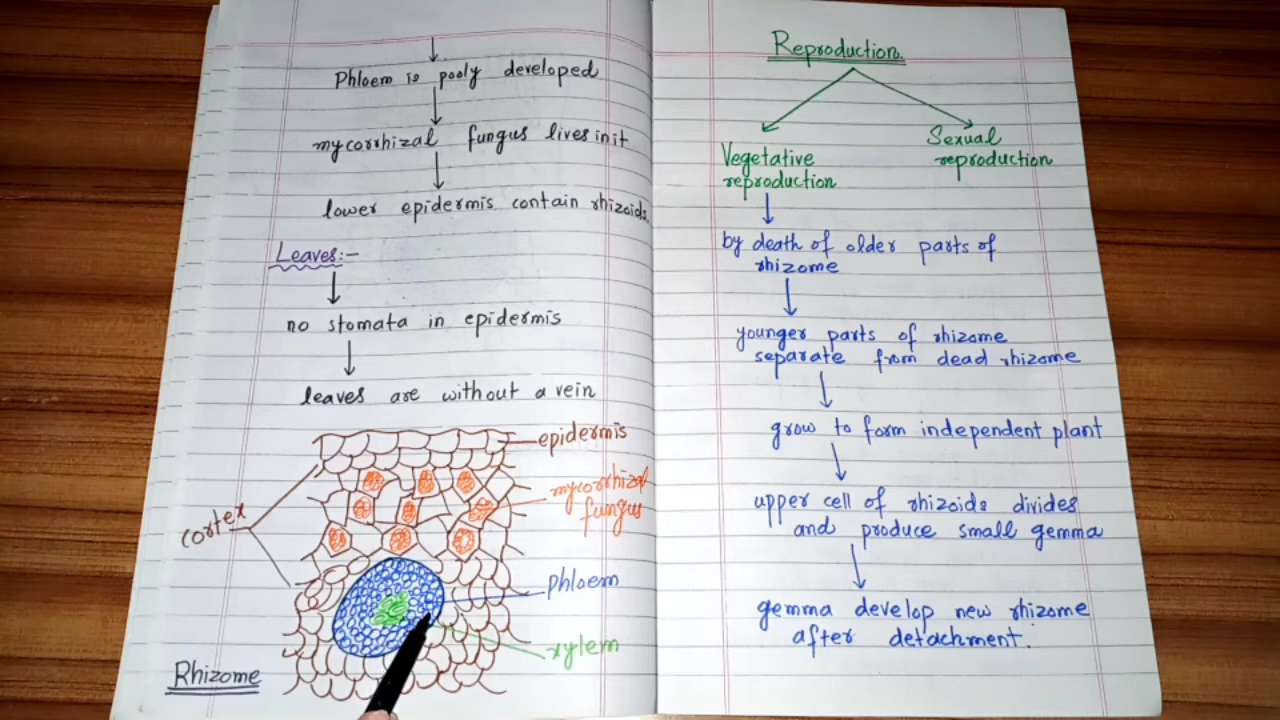 Phloem is pooly developed
mycorrhizal fungus lives in it
lower epidermis contain rhizoids
Leaves:-
no stomata in epidermis
leaves are without a vein
epidermis
mycorrhizal
fungus
cortex
Phloem
xylem
Rhizome
Reproduction.
Vegetative
reproduction
Sexual
reproduction
by death of older parts of
rhizome
younger parts of rhizome
separate from dead rhizome
grow to form independent plant
upper cell of rhizoids divides
and produce small gemma
gemma develop new rhizome
after detachment.